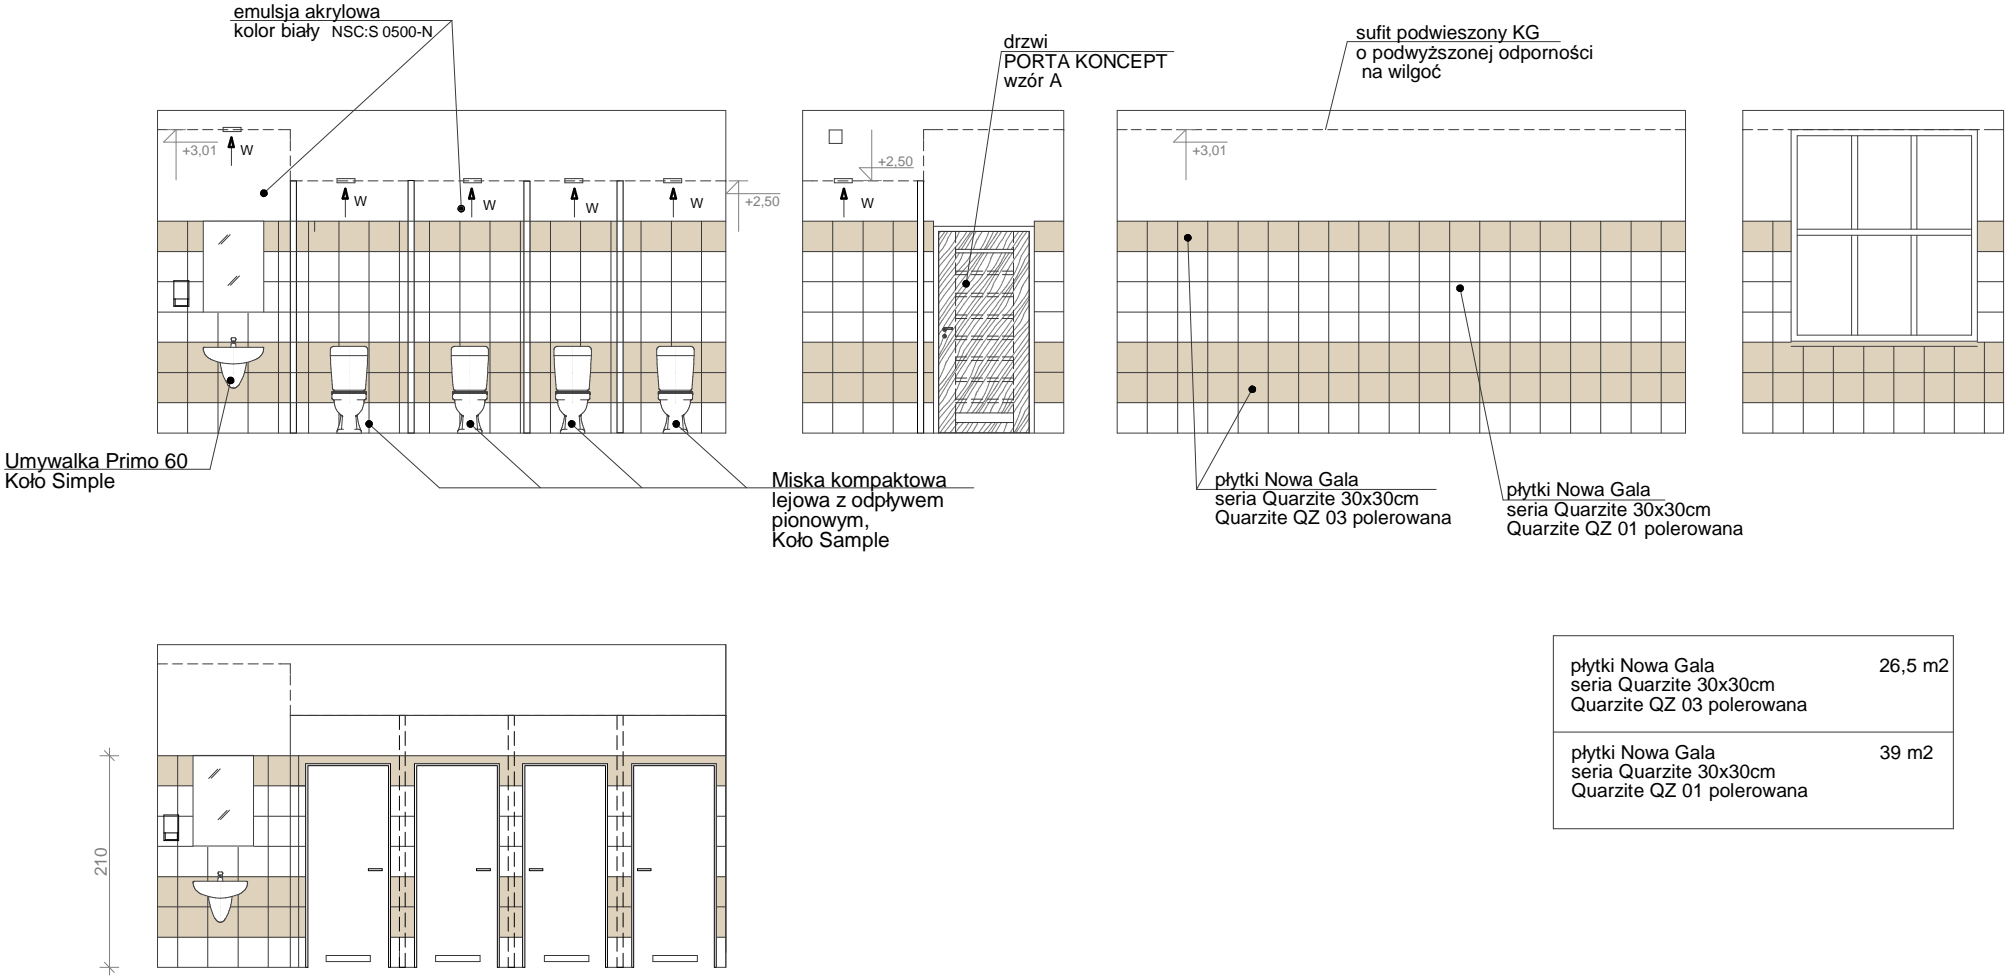 emulsja akrylowa
kolor biały NSC:S 0500-N
drzwi
PORTA KONCEPT
wzór A
sufit podwieszony KG
o podwyższonej odporności
na wilgoć
+3,01
W
W
W
W
W
+2,50
+2,50
W
+3,01
Umywalka Primo 60
Koło Simple
Miska kompaktowa
lejowa z odpływem
pionowym,
Koło Sample
płytki Nowa Gala
seria Quarzite 30x30cm
Quarzite QZ 03 polerowana
płytki Nowa Gala
seria Quarzite 30x30cm
Quarzite QZ 01 polerowana
210
płytki Nowa Gala 26,5 m2
seria Quarzite 30x30cm
Quarzite QZ 03 polerowana
płytki Nowa Gala 39 m2
seria Quarzite 30x30cm
Quarzite QZ 01 polerowana